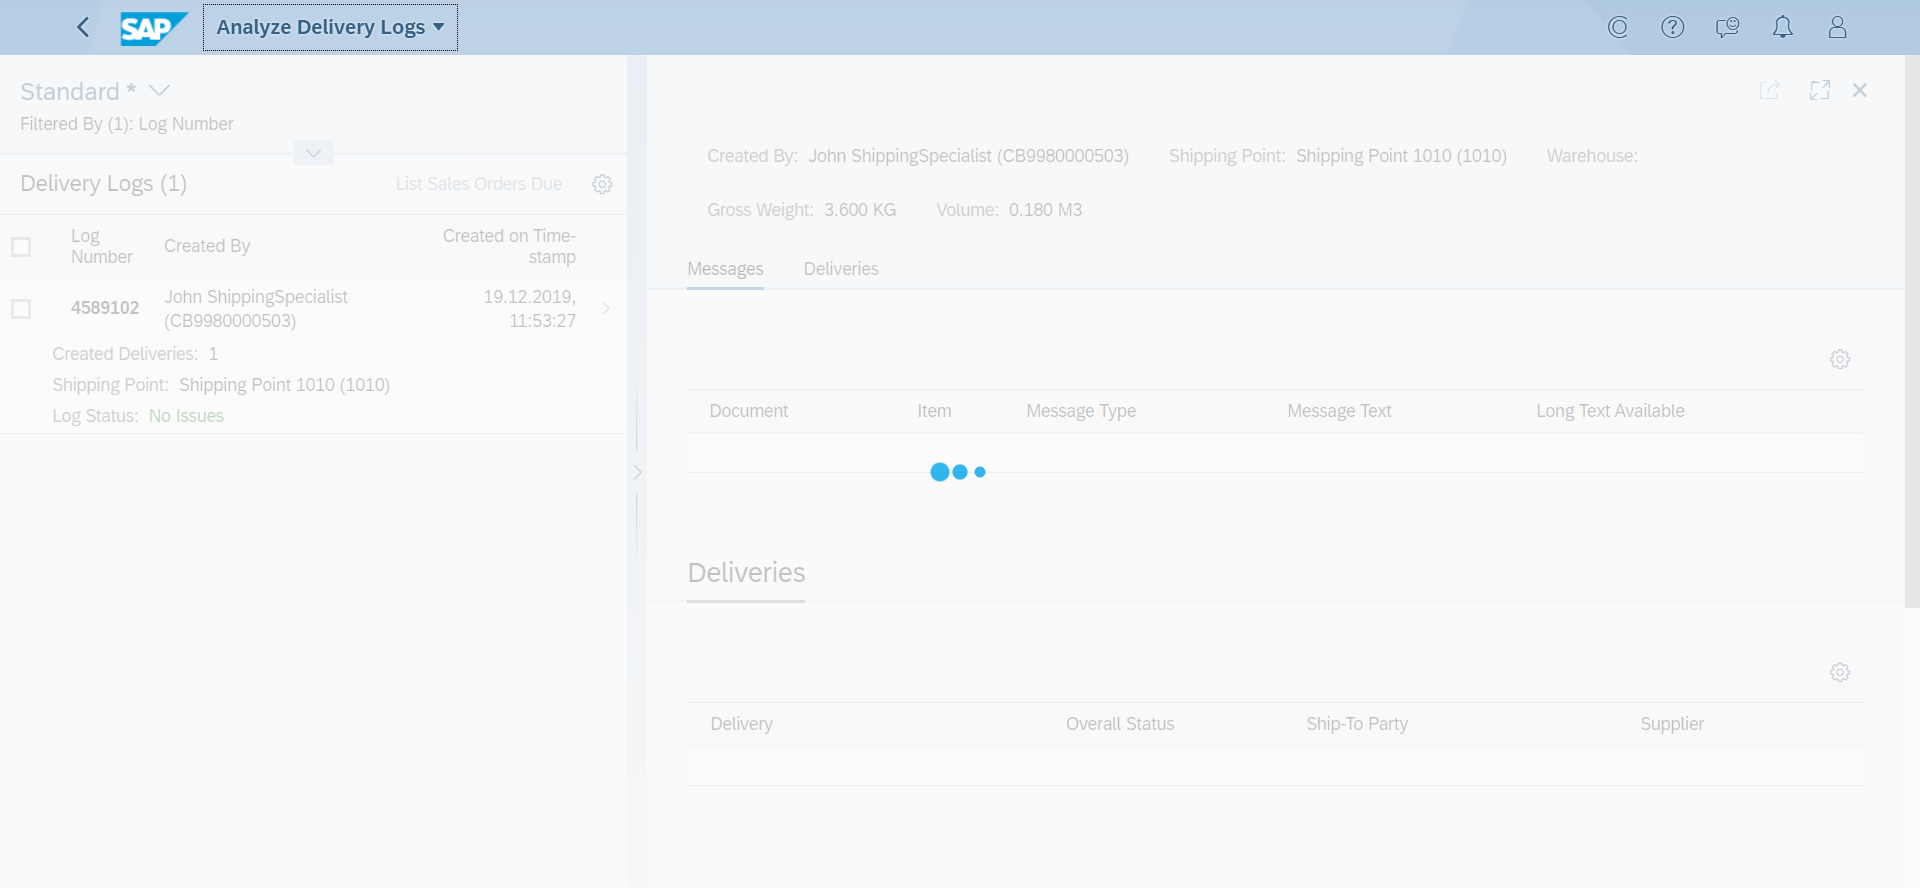 SAP Analyze Delivery Logs
Standard *
Filtered By (1): Log Number
Delivery Logs (1) List Sales Orders Due
Log
Number
Created By
Created on Time-
stamp
4589102
John ShippingSpecialist
(CB9980000503)
19.12.2019,
11:53:27
Created Deliveries: 1
Shipping Point: Shipping Point 1010 (1010)
Log Status: No Issues
Created By: John ShippingSpecialist (CB9980000503) Shipping Point: Shipping Point 1010 (1010) Warehouse:
Gross Weight: 3.600 KG Volume: 0.180 M3
Messages Deliveries
Document Item Message Type Message Text Long Text Available
Deliveries
Delivery Overall Status Ship-To Party Supplier